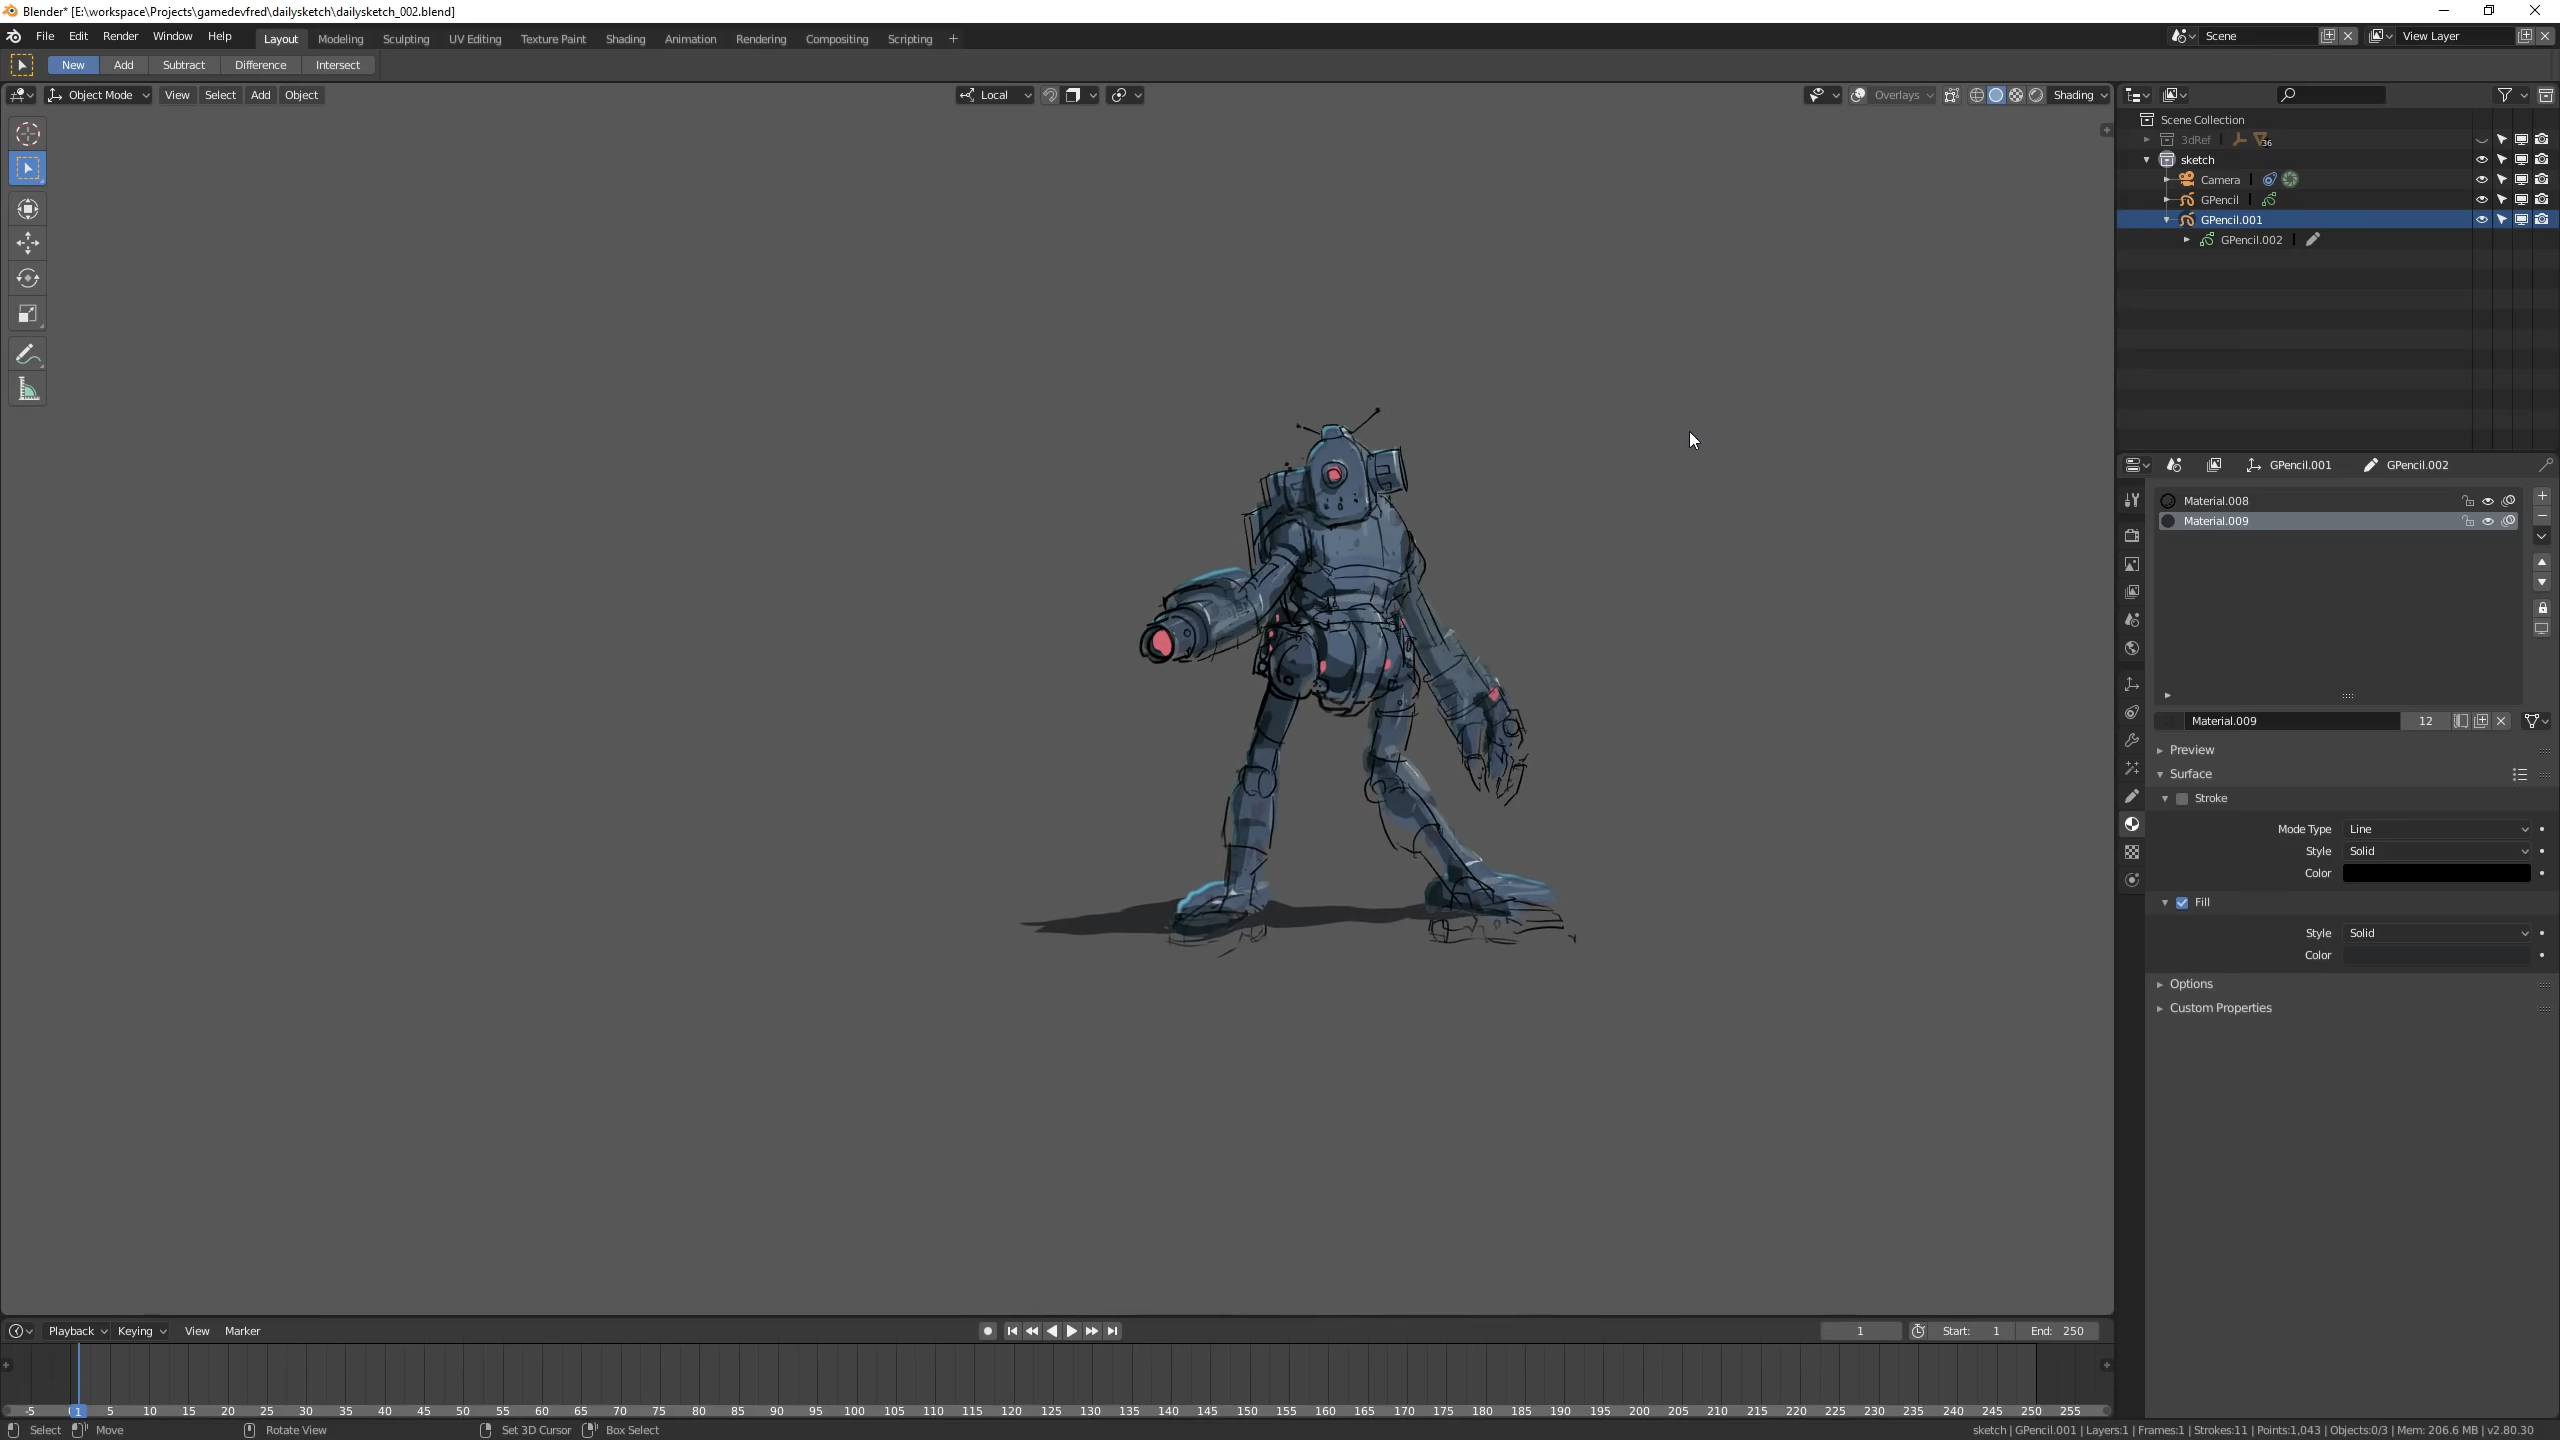 Blender* [E:\workspace\Projects\gamedevfred\dailysketch\dailysketch_002.blend]
File Edit Render Window Help Layout Modeling Sculpting UV Editing Texture Paint Shading Animation Rendering Compositing Scripting + Scene View Layer
New Add Subtract Difference Intersect
Object Mode View Select Add Object Local Overlays Shading
Scene Collection
3dRef 36
sketch
Camera
GPencil
GPencil.001
GPencil.002
GPencil.001 GPencil.002
Material.008
Material.009
Material.009 12
Preview
Surface
Stroke
Mode Type Line
Style Solid
Color
Fill
Style Solid
Color
Options
Custom Properties
Playback Keying View Marker 1 Start: 1 End: 250
-5 1 5 10 15 20 25 30 35 40 45 50 55 60 65 70 75 80 85 90 95 100 105 110 115 120 125 130 135 140 145 150 155 160 165 170 175 180 185 190 195 200 205 210 215 220 225 230 235 240 245 250 255
Select Move Rotate View Set 3D Cursor Box Select sketch | GPencil.001 | Layers:1 | Frames:1 | Strokes:11 | Points:1,043 | Objects:0/3 | Mem: 206.6 MB | v2.80.30